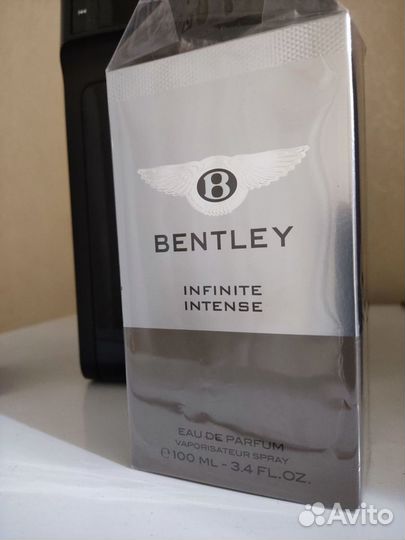 B
BENTLEY
INFINITE
INTENSE
EAU DE PARFUM
VAPORISATEUR SPRAY
℮100 ML - 3.4 FL.OZ.
Avito